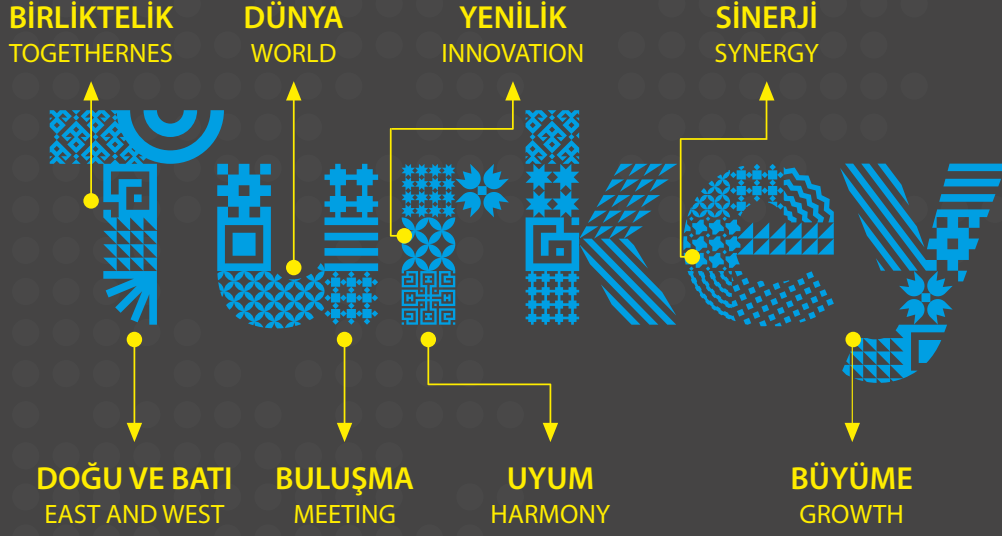 BİRLİKTELİK
TOGETHERNES
DÜNYA
WORLD
YENİLİK
INNOVATION
SİNERJİ
SYNERGY
Turkey
DOĞU VE BATI
EAST AND WEST
BULUŞMA
MEETING
UYUM
HARMONY
BÜYÜME
GROWTH